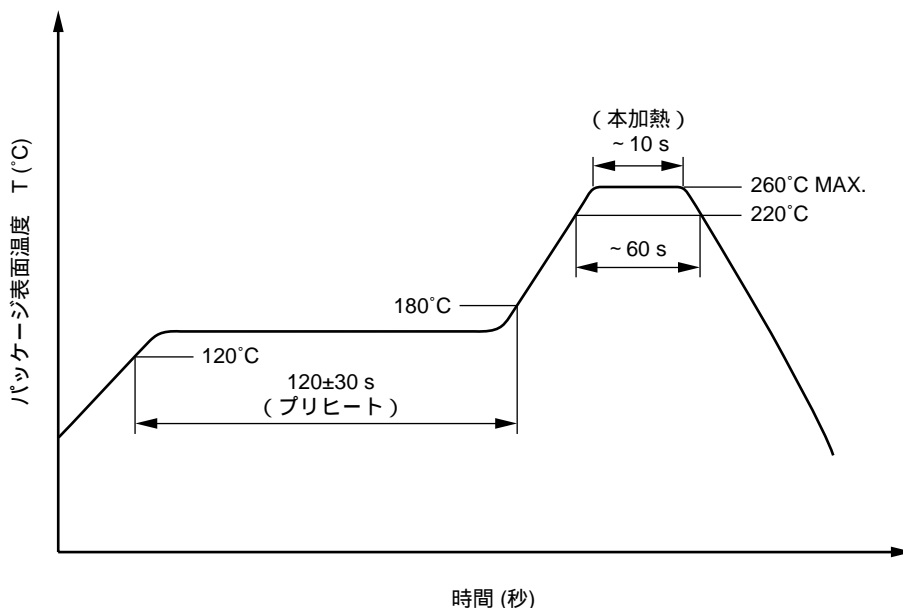 (本加熱)
~ 10 s
260˚C MAX.
220˚C
~ 60 s
180˚C
120˚C
120±30 s
(プリヒート)
パッケージ表面温度 T (˚C)
時間 (秒)